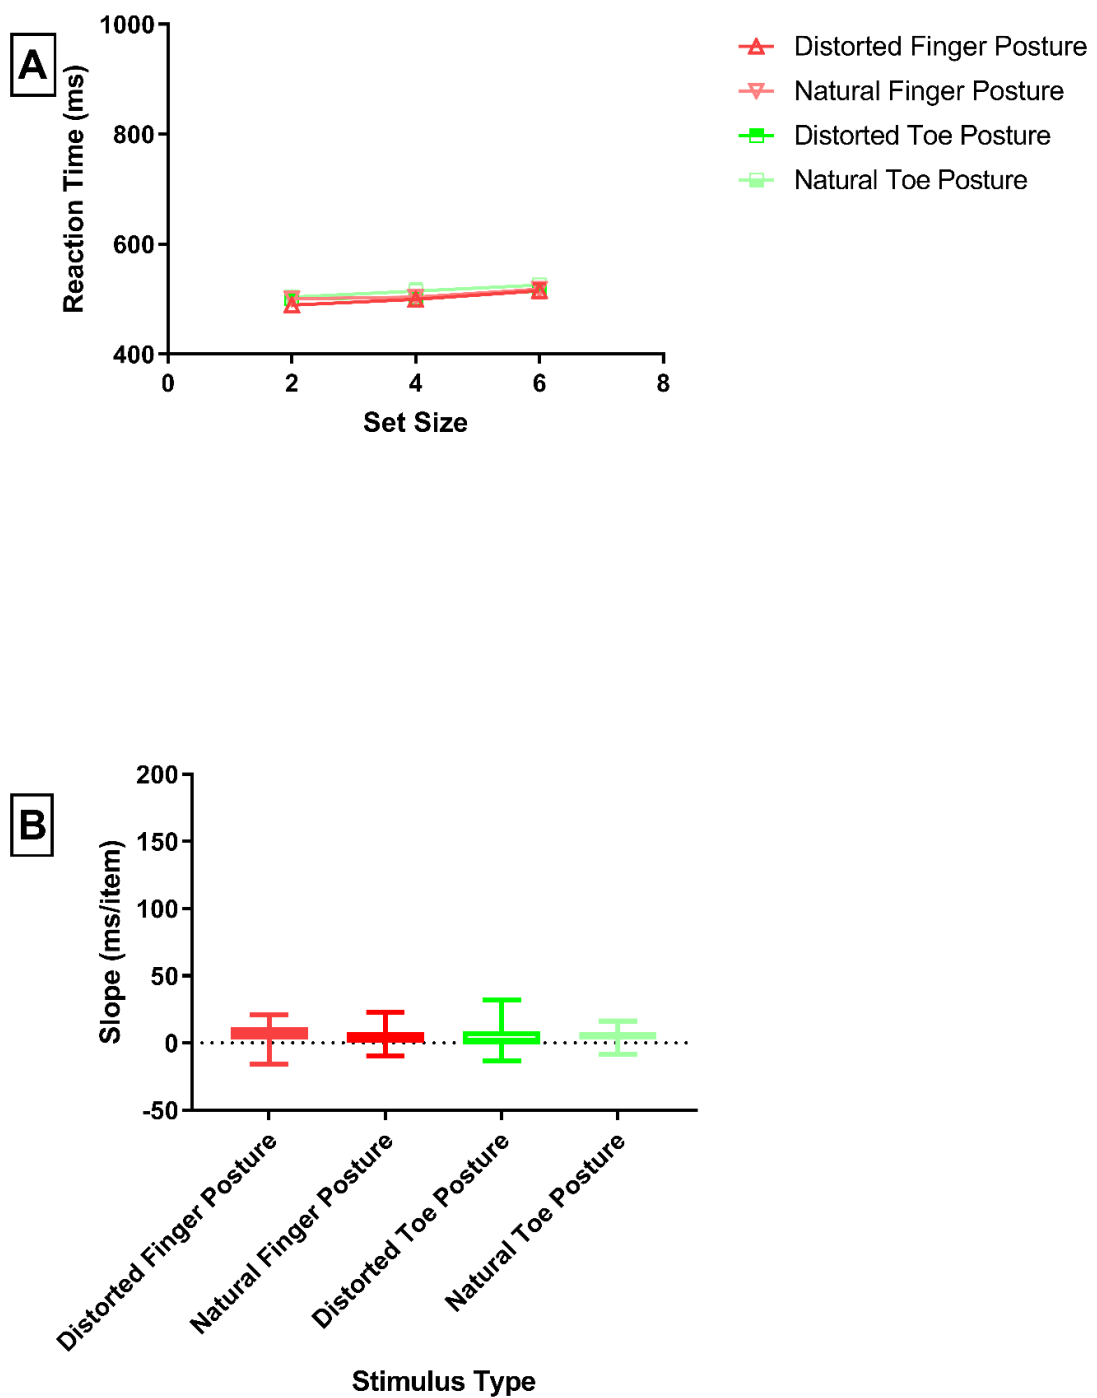 A
Reaction Time (ms)
1000
800
600
400
0 2 4 6 8
Set Size
Distorted Finger Posture
Natural Finger Posture
Distorted Toe Posture
Natural Toe Posture
B
Slope (ms/item)
200
150
100
50
0
-50
Distorted Finger Posture
Natural Finger Posture
Distorted Toe Posture
Natural Toe Posture
Stimulus Type